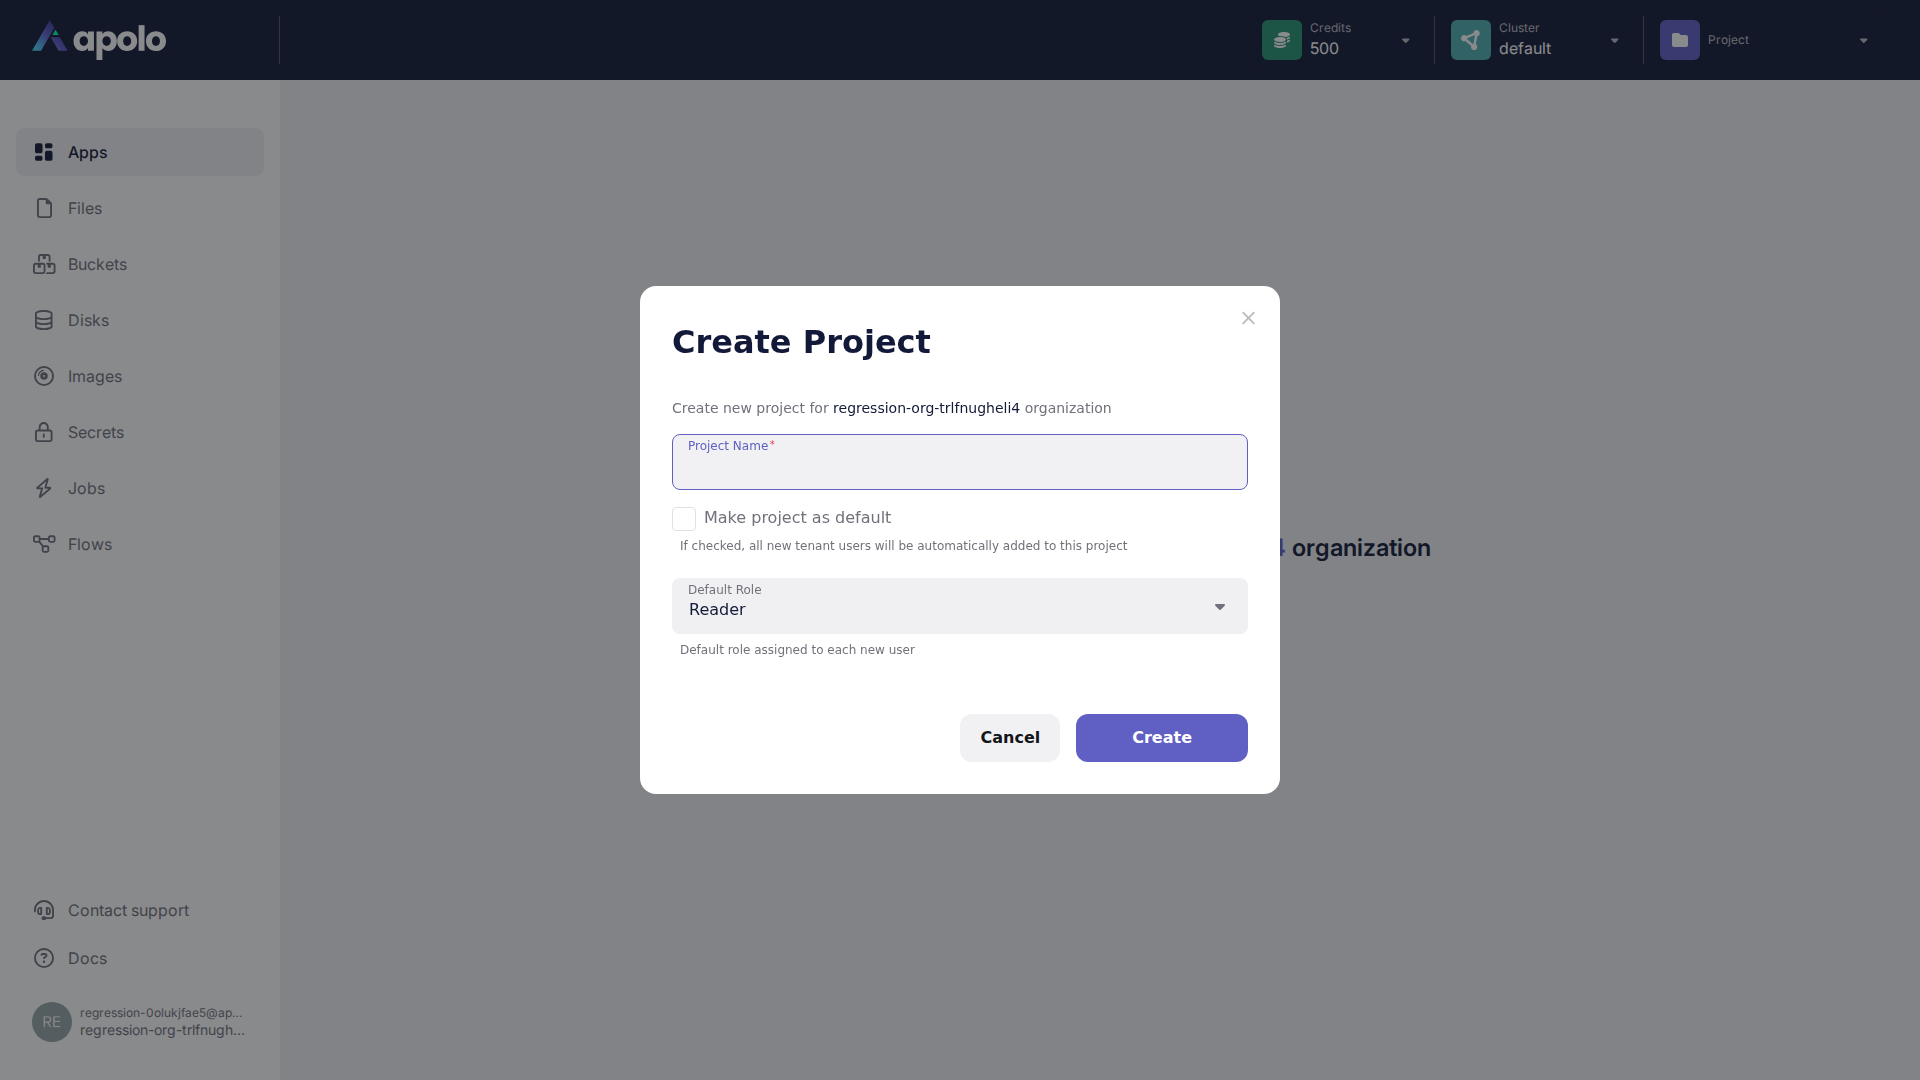 apolo
Credits
500
Cluster
default
Project
Apps
Files
Buckets
Disks
Images
Secrets
Jobs
Flows
Create Project
Create new project for regression-org-trlfnugheli4 organization
Project Name*
Make project as default
If checked, all new tenant users will be automatically added to this project
organization
Default Role
Reader
Default role assigned to each new user
Cancel
Create
Contact support
Docs
RE
regression-0olukjfae5@ap...
regression-org-trlfnugh...